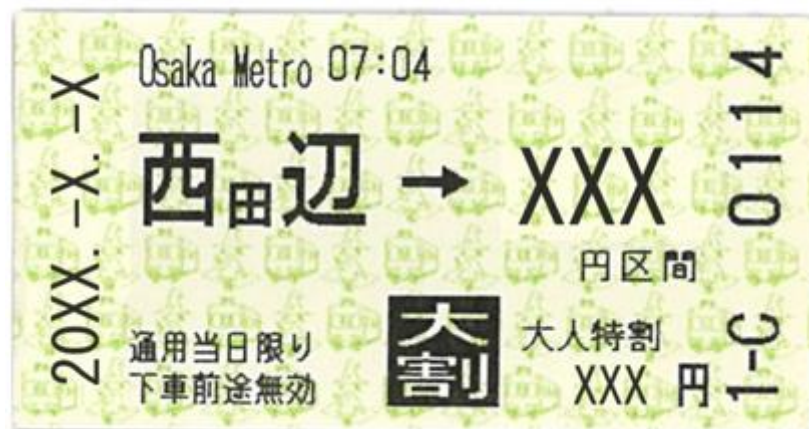 20XX. -X. -X
Osaka Metro 07:04
西田辺 → XXX
円区間
通用当日限り
下車前途無効
大割
大人特割
XXX 円
0114
1-C